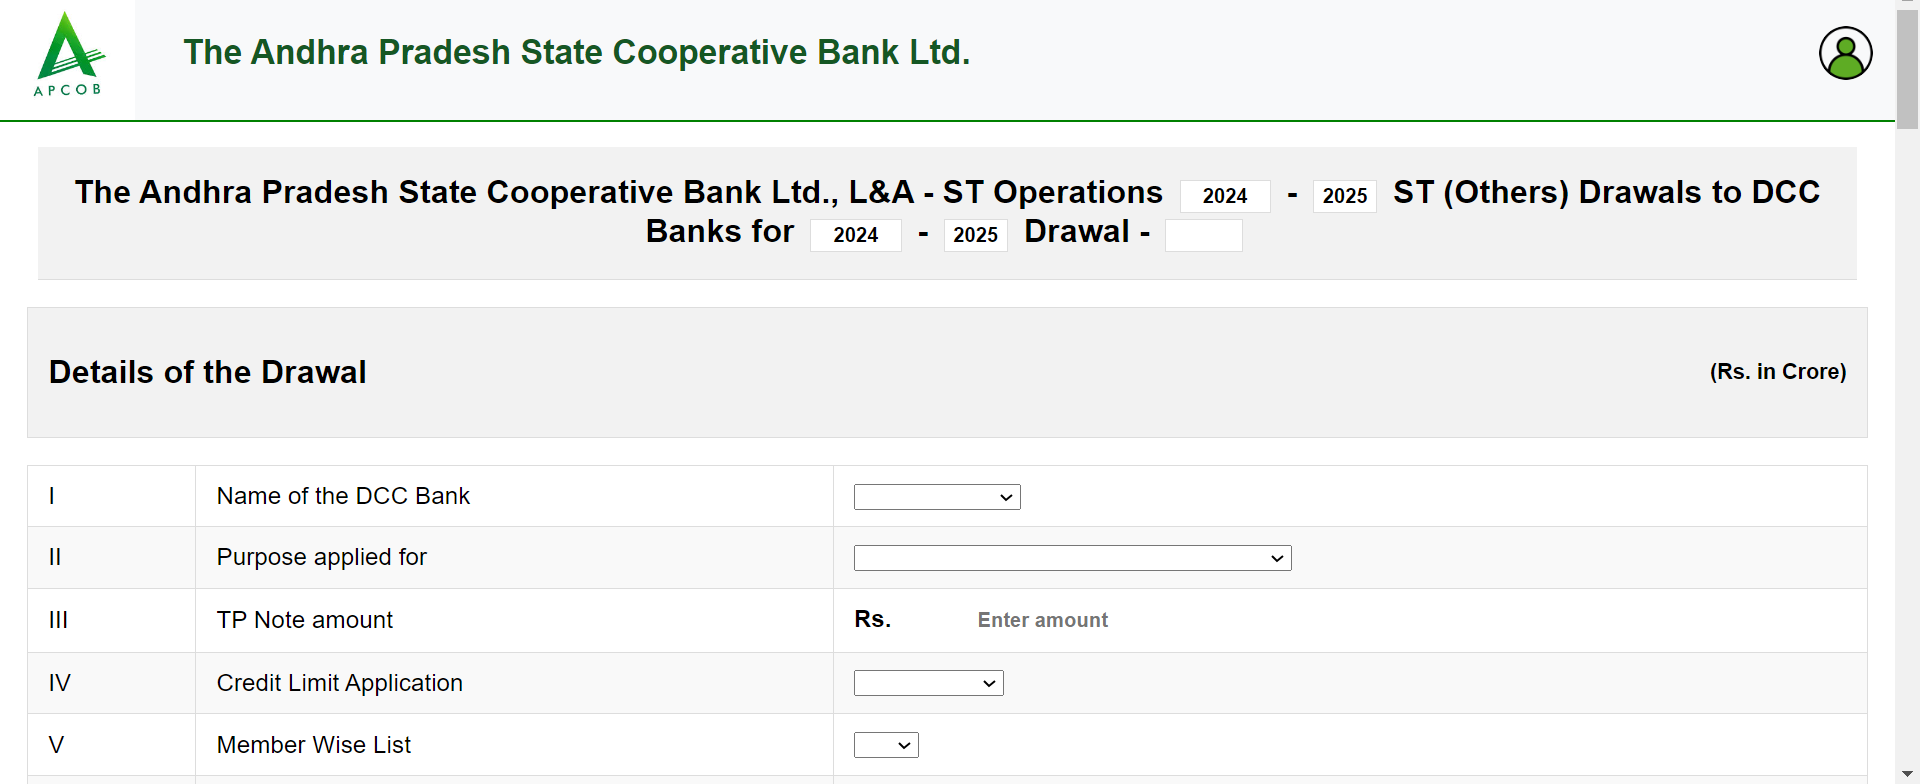 APCOB
The Andhra Pradesh State Cooperative Bank Ltd.
The Andhra Pradesh State Cooperative Bank Ltd., L&A - ST Operations 2024 - 2025 ST (Others) Drawals to DCC
Banks for 2024 - 2025 Drawal -
Details of the Drawal (Rs. in Crore)
I Name of the DCC Bank
II Purpose applied for
III TP Note amount Rs. Enter amount
IV Credit Limit Application
V Member Wise List